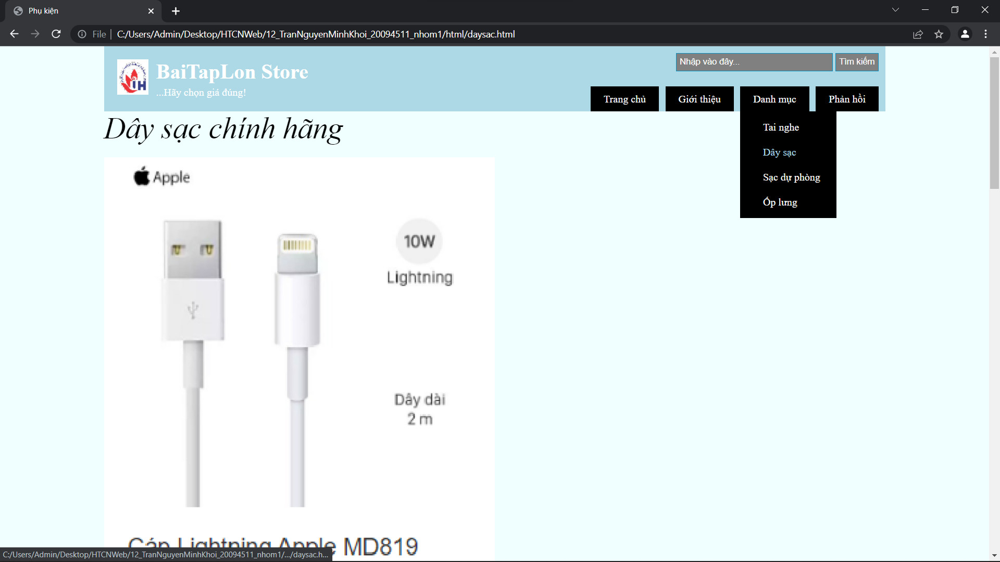 Phụ kiện
File
C:/Users/Admin/Desktop/HTCNWeb/12_TranNguyenMinhKhoi_20094511_nhom1/html/daysac.html
IH
BaiTapLon Store
...Hãy chọn giá đúng!
Nhập vào đây...
Tìm kiếm
Trang chủ
Giới thiệu
Danh mục
Phản hồi
Tai nghe
Dây sạc
Sạc dự phòng
Ốp lưng
Dây sạc chính hãng
Apple
10W
Lightning
Dây dài
2 m
Cáp Lightning Apple MD819
C:/Users/Admin/Desktop/HTCNWeb/12_TranNguyenMinhKhoi_20094511_nhom1/.../daysac.h...